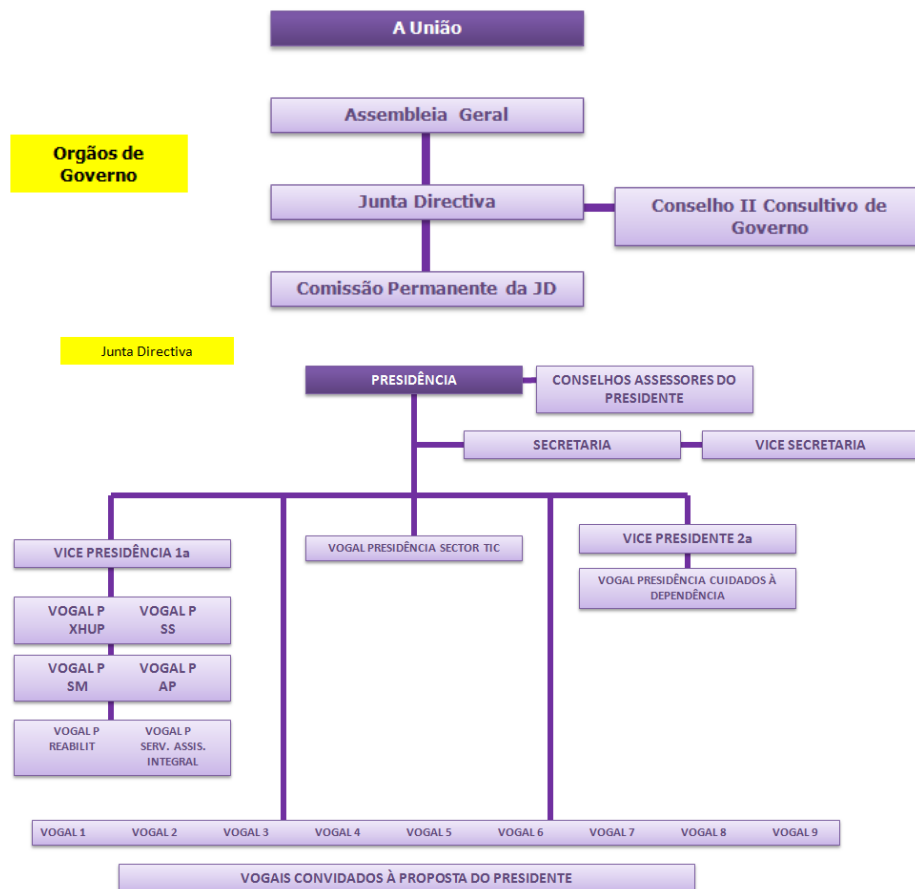 A União
Assembleia Geral
Orgãos de
Governo
Junta Directiva
Conselho II Consultivo de
Governo
Comissão Permanente da JD
Junta Directiva
PRESIDÊNCIA
CONSELHOS ASSESSORES DO
PRESIDENTE
SECRETARIA
VICE SECRETARIA
VICE PRESIDÊNCIA 1a
VOGAL PRESIDÊNCIA SECTOR TIC
VICE PRESIDENTE 2a
VOGAL PRESIDÊNCIA CUIDADOS À
DEPENDÊNCIA
VOGAL P VOGAL P
XHUP SS
VOGAL P VOGAL P
SM AP
VOGAL P VOGAL P
REABILIT SERV. ASSIS.
INTEGRAL
VOGAL 1 VOGAL 2 VOGAL 3 VOGAL 4 VOGAL 5 VOGAL 6 VOGAL 7 VOGAL 8 VOGAL 9
VOGAIS CONVIDADOS À PROPOSTA DO PRESIDENTE